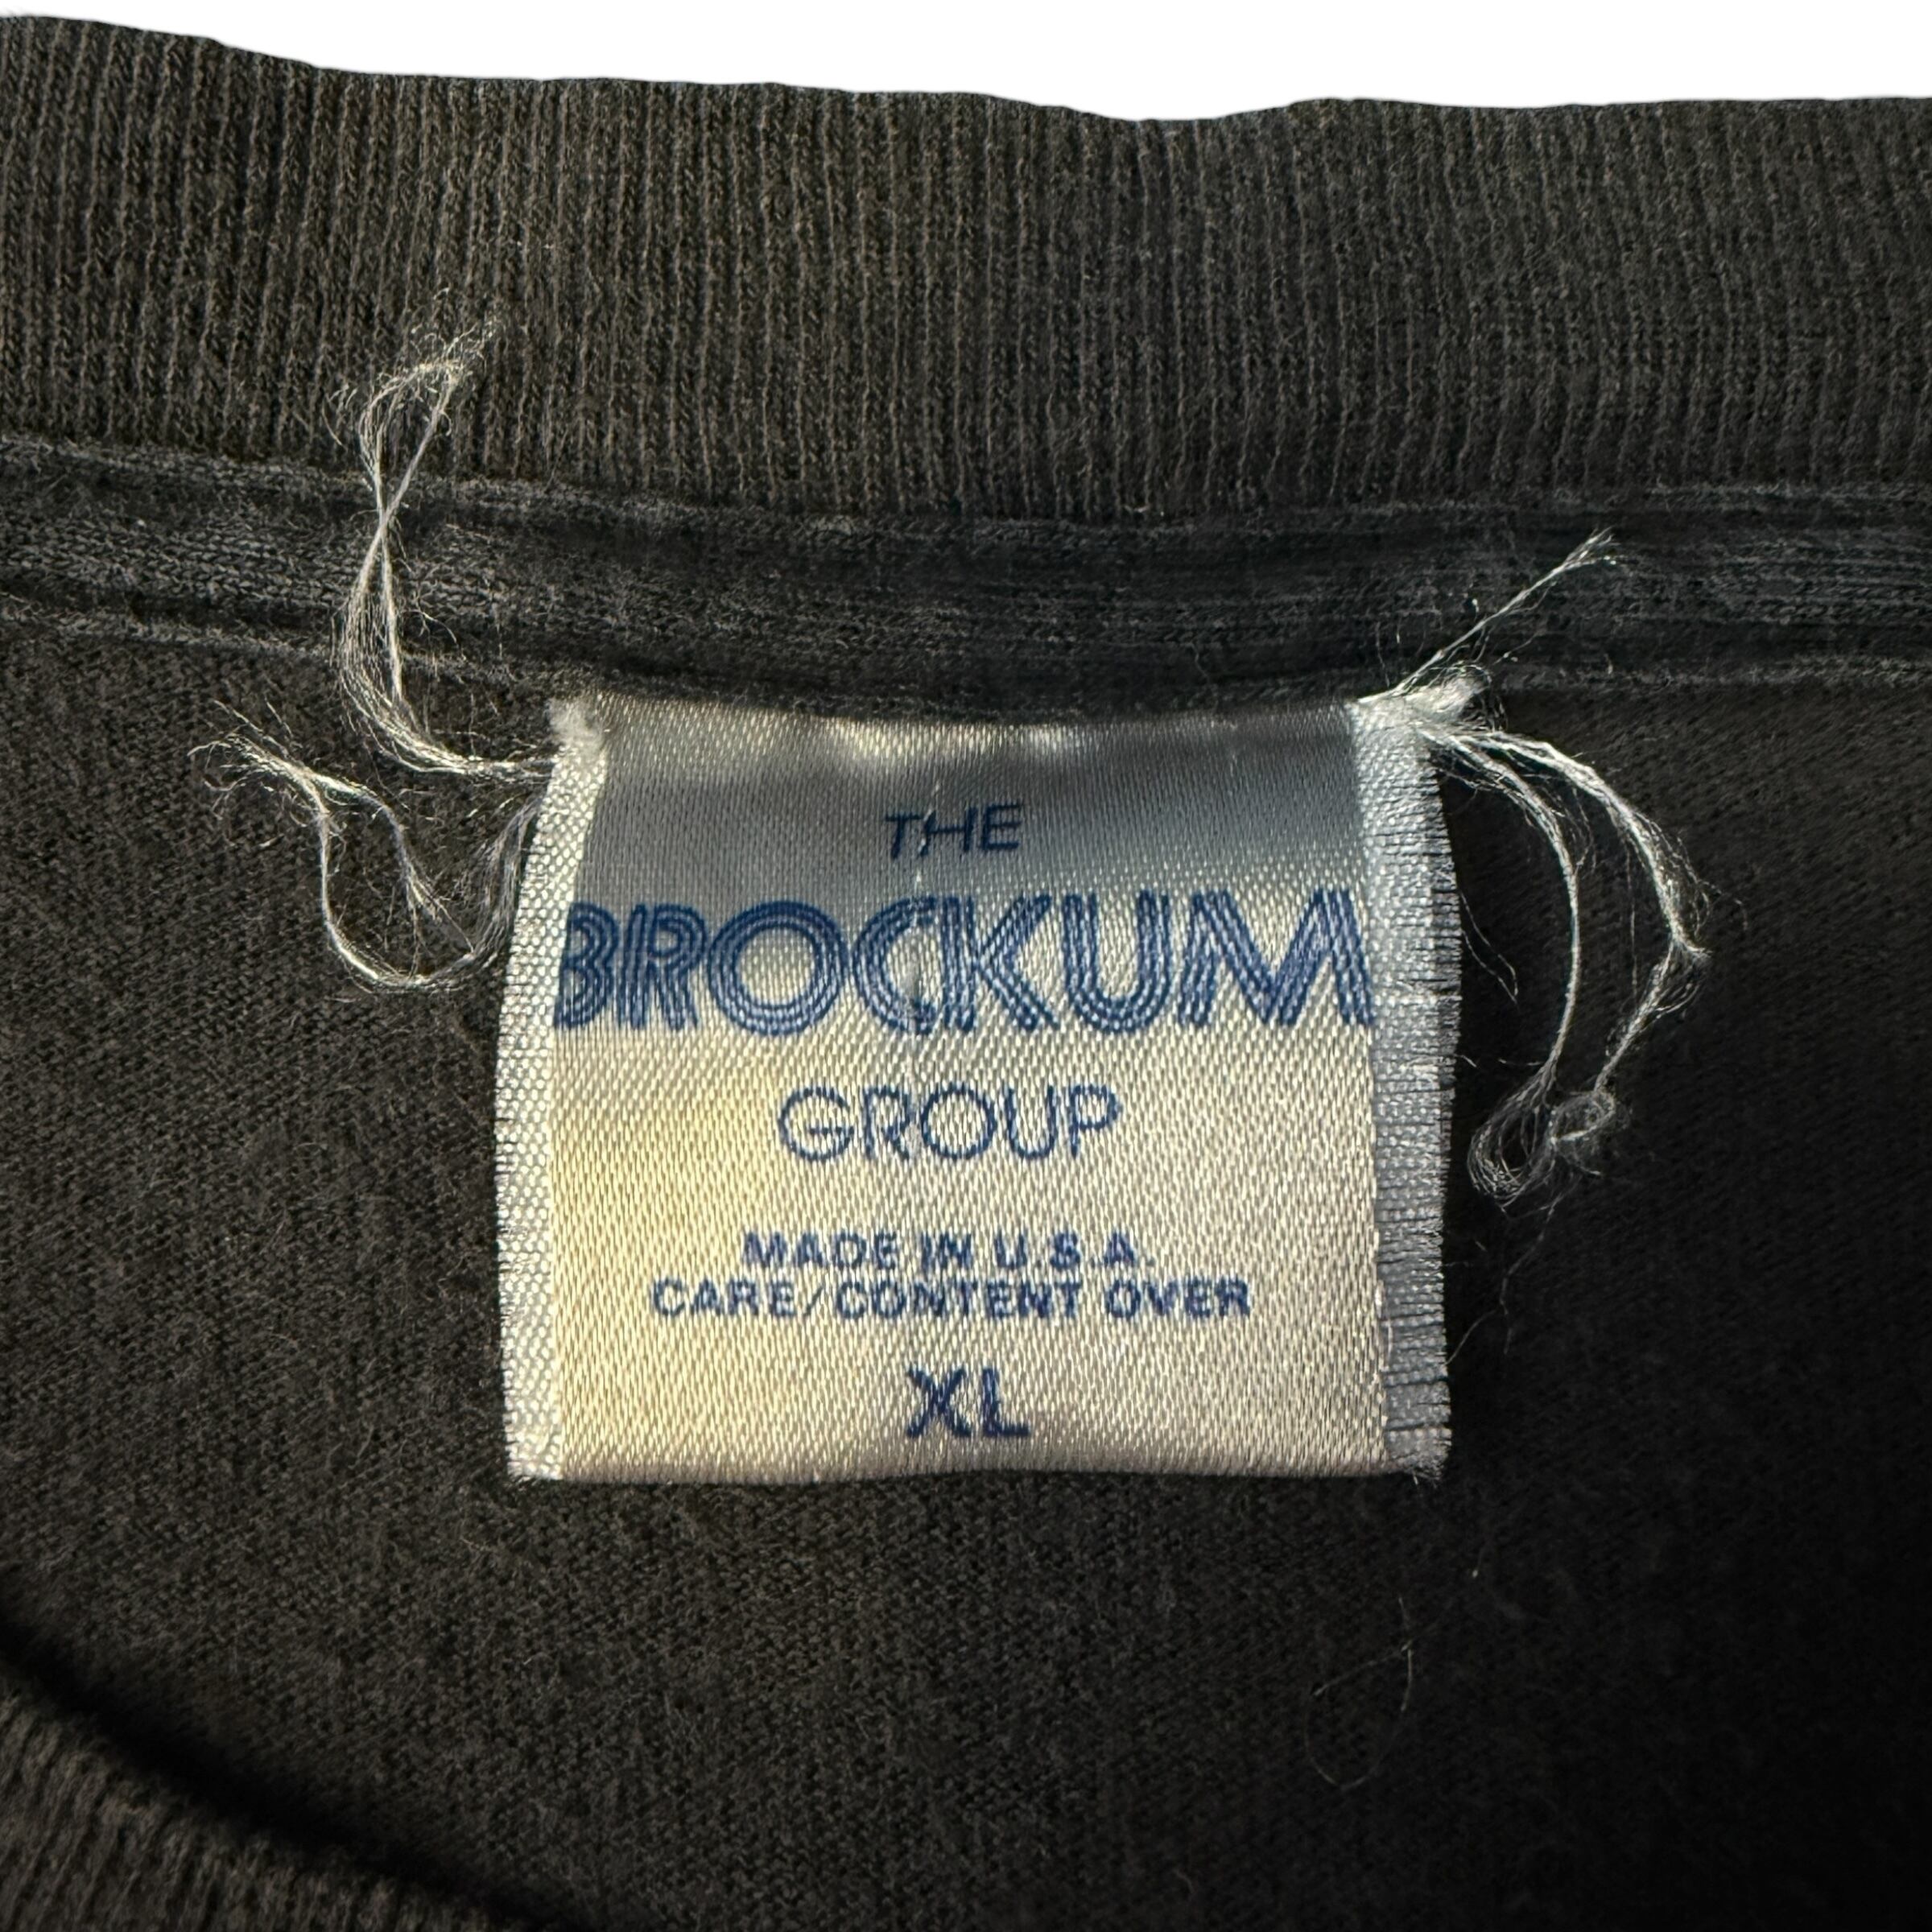 THE
BROCKUM
GROUP
MADE IN U.S.A.
CARE/CONTENT OVER
XL